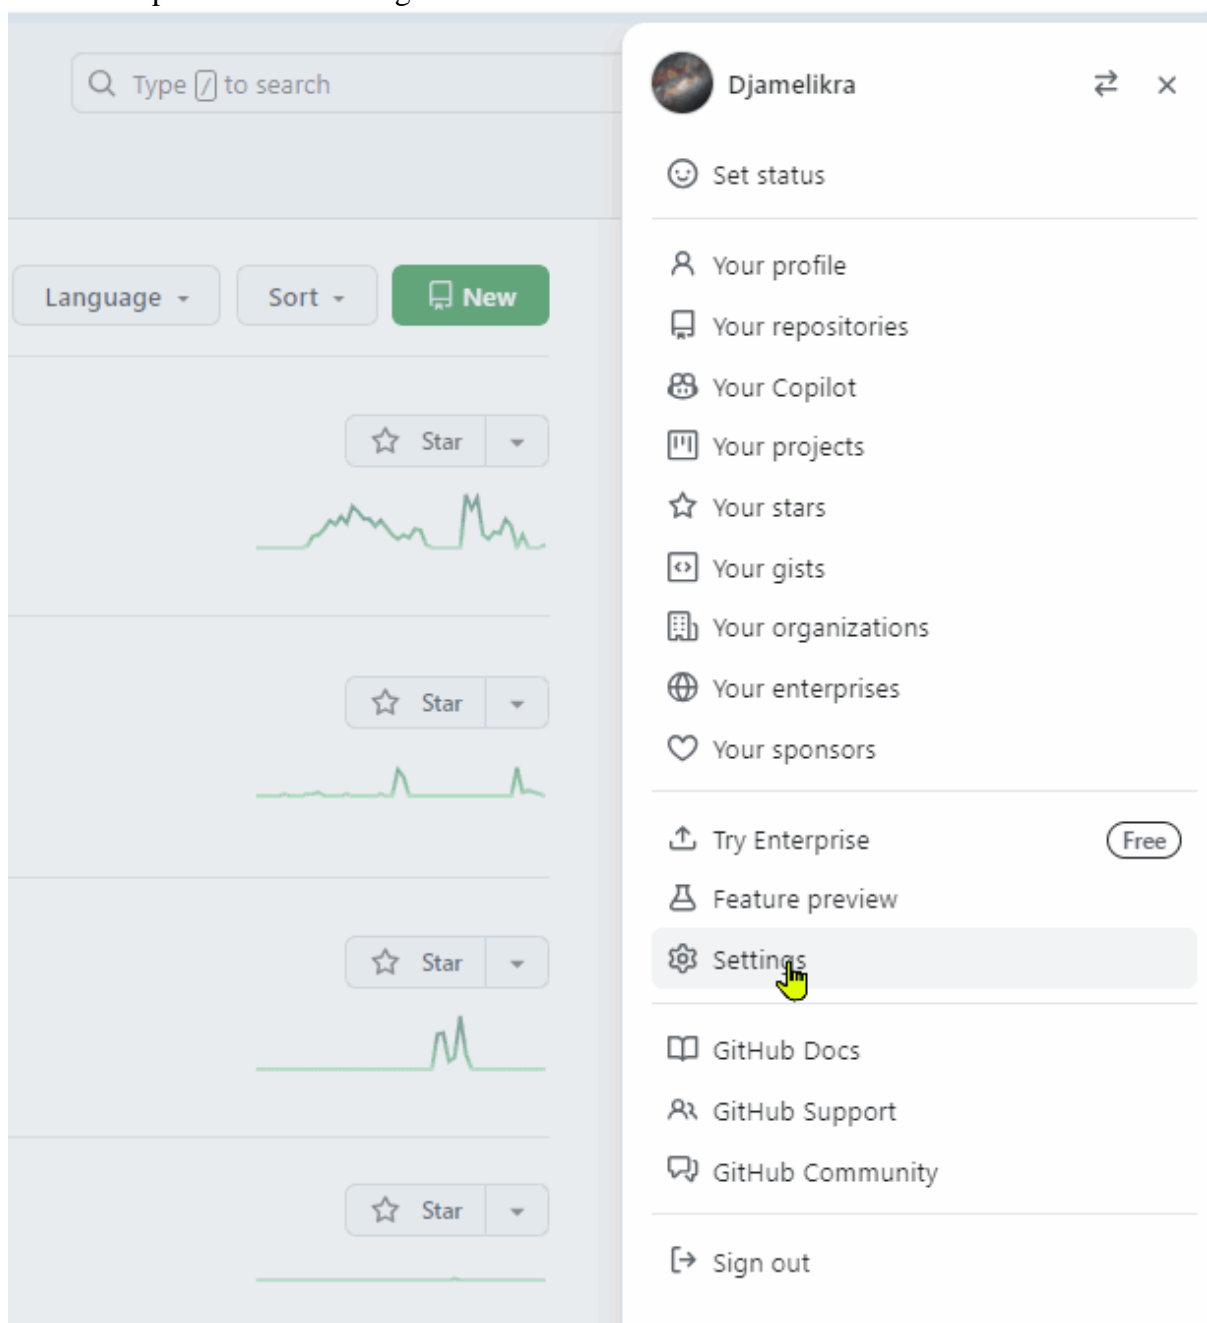 Type / to search
Djamelikra
Set status
Language
Sort
New
Your profile
Your repositories
Your Copilot
Star
Your projects
Your stars
Your gists
Your organizations
Star
Your enterprises
Your sponsors
Try Enterprise
Free
Feature preview
Star
Settings
GitHub Docs
GitHub Support
GitHub Community
Star
Sign out